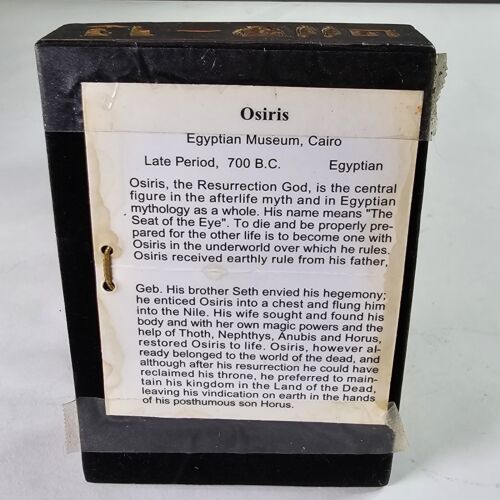 Osiris
Egyptian Museum, Cairo
Late Period, 700 B.C. Egyptian
Osiris, the Resurrection God, is the central
figure in the afterlife myth and in Egyptian
mythology as a whole. His name means "The
Seat of the Eye". To die and be properly pre-
pared for the other life is to become one with
Osiris in the underworld over which he rules.
Osiris received earthly rule from his father,
Geb. His brother Seth envied his hegemony;
he enticed Osiris into a chest and flung him
into the Nile. His wife sought and found his
body and with her own magic powers and the
help of Thoth, Nephthys, Anubis and Horus,
restored Osiris to life. Osiris, however al-
ready belonged to the world of the dead, and
although after his resurrection he could have
reclaimed his throne, he preferred to main-
tain his kingdom in the Land of the Dead,
leaving his vindication on earth in the hands
of his posthumous son Horus.